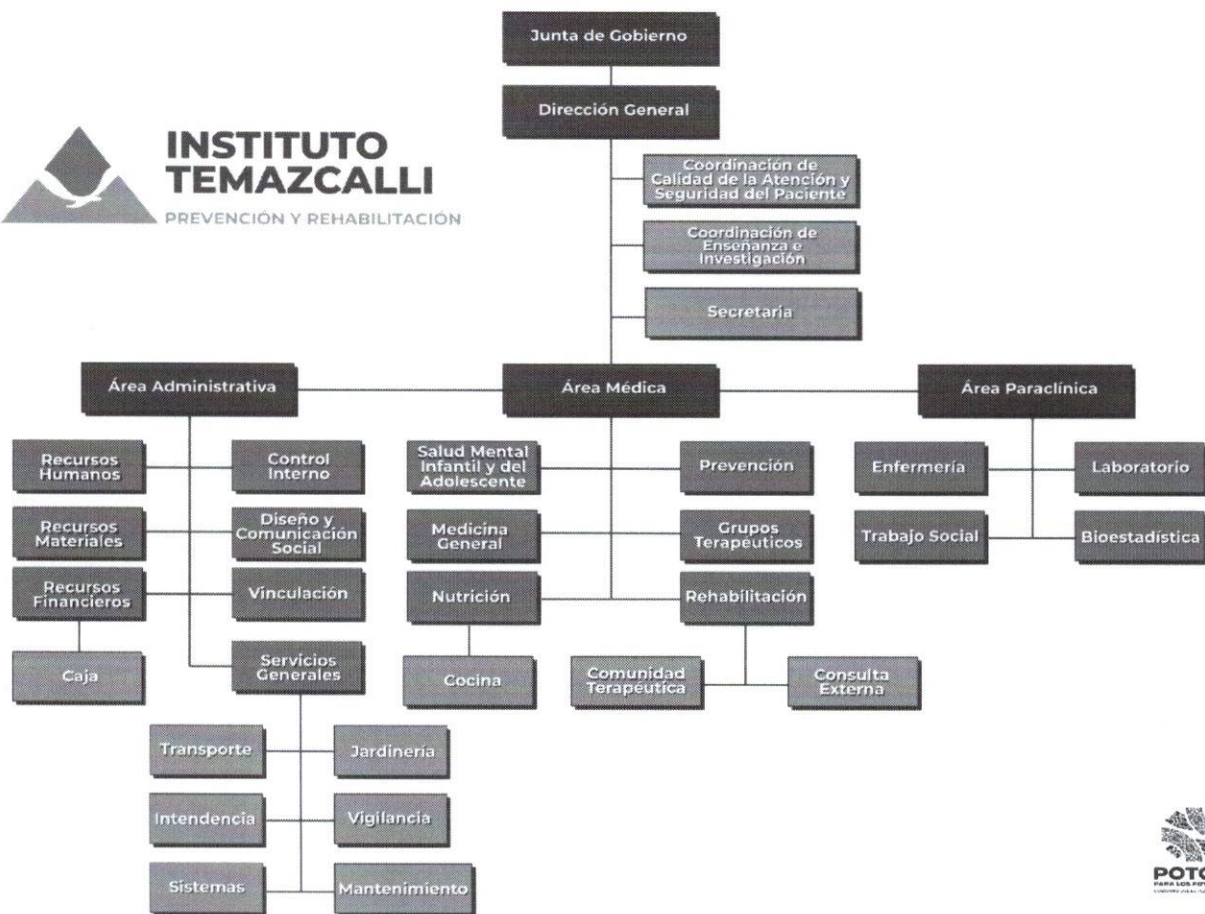 Junta de Gobierno
Dirección General
INSTITUTO
TEMAZCALLI
PREVENCIÓN Y REHABILITACIÓN
Coordinación de
Calidad de la Atención y
Seguridad del Paciente
Coordinación de
Enseñanza e
Investigación
Secretaria
Área Administrativa
Área Médica
Área Paraclínica
Recursos
Humanos
Control
Interno
Salud Mental
Infantil y del
Adolescente
Prevención
Enfermería
Laboratorio
Recursos
Materiales
Diseño y
Comunicación
Social
Medicina
General
Grupos
Terapéuticos
Trabajo Social
Bioestadística
Recursos
Financieros
Vinculación
Nutrición
Rehabilitación
Caja
Servicios
Generales
Cocina
Comunidad
Terapéutica
Consulta
Externa
Transporte
Jardinería
Intendencia
Vigilancia
Sistemas
Mantenimiento
PARA LOS